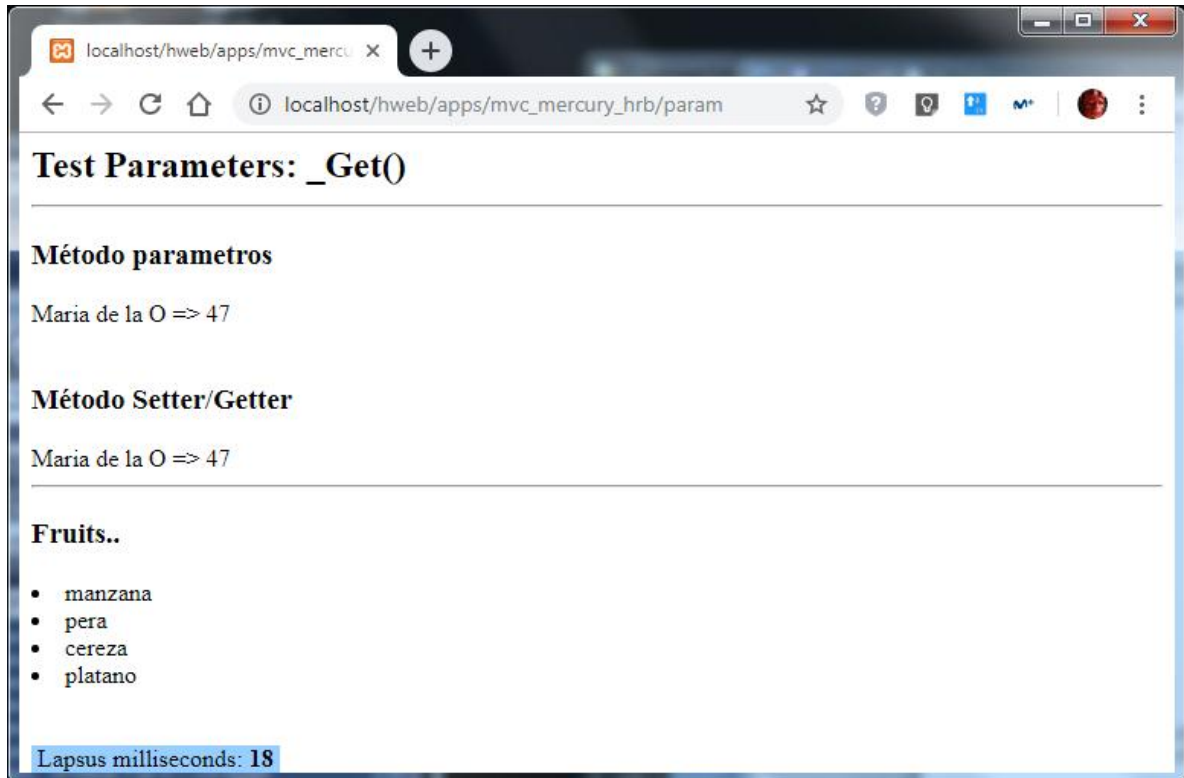 localhost/hweb/apps/mvc_mercu
localhost/hweb/apps/mvc_mercury_hrb/param
Test Parameters: _Get()
Método parametros
Maria de la O => 47
Método Setter/Getter
Maria de la O => 47
Fruits..
manzana
pera
cereza
platano
Lapsus milliseconds: 18